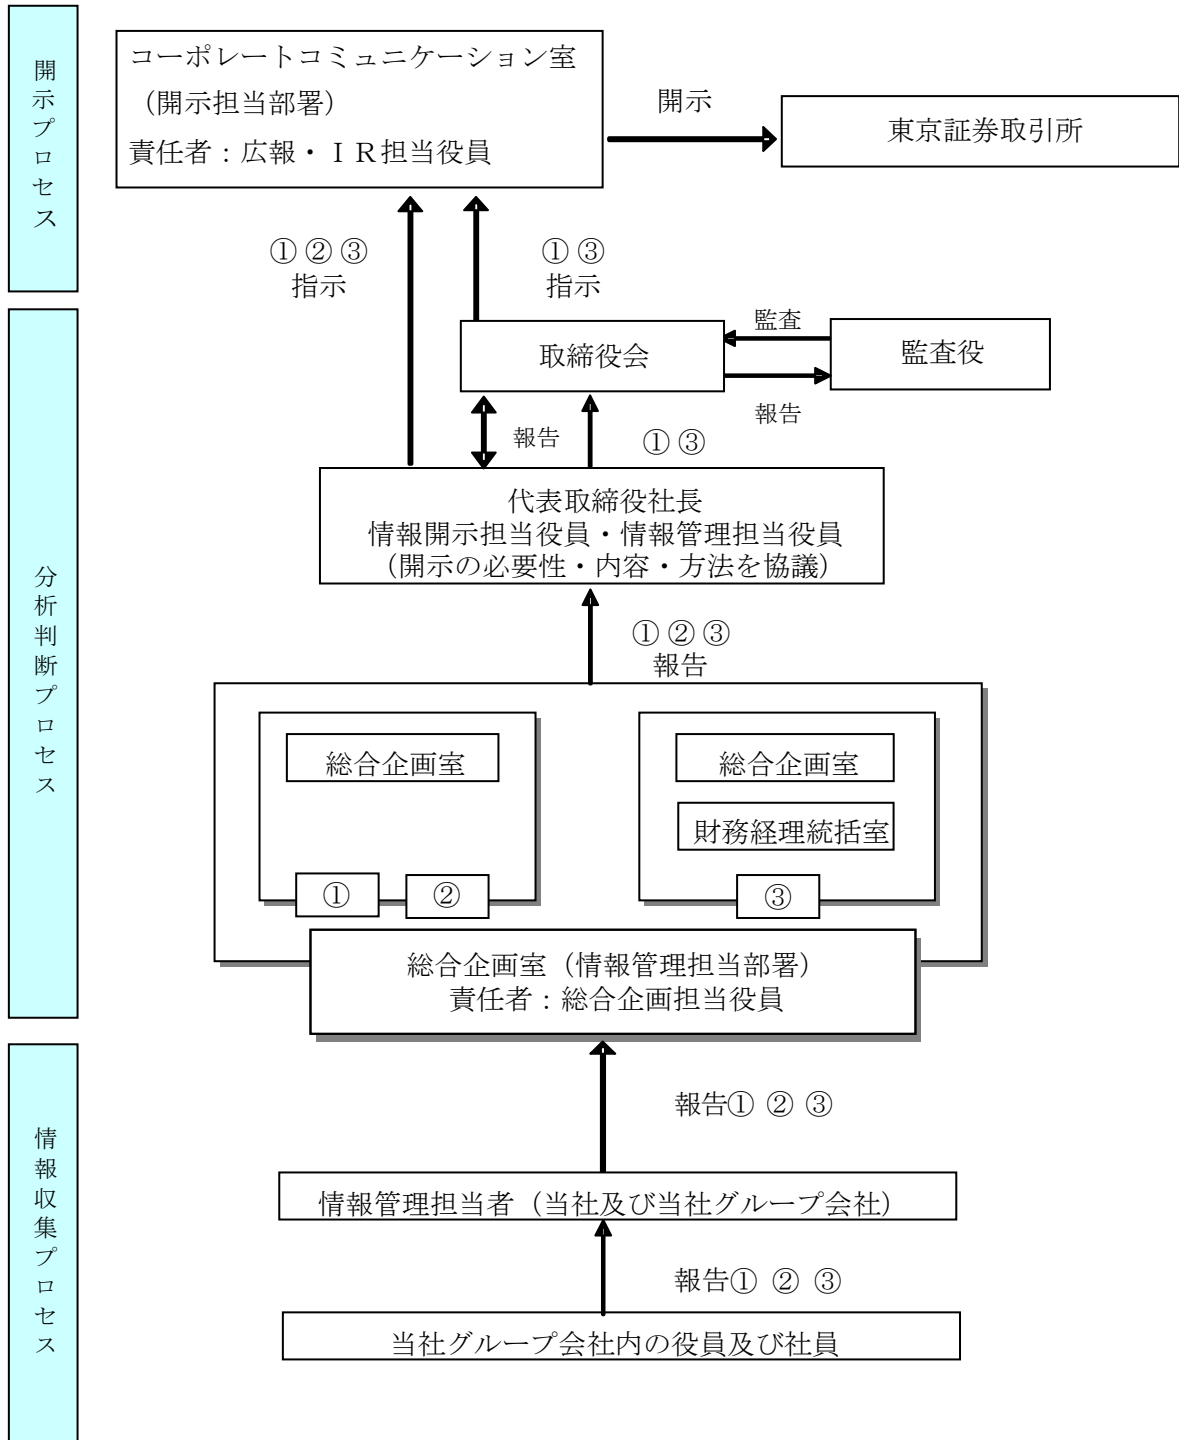 開示プロセス
コーポレートコミュニケーション室
（開示担当部署）
責任者：広報・ＩＲ担当役員
開示
東京証券取引所
①②③
指示
①③
指示
分析判断プロセス
取締役会
監査
監査役
報告
報告
①③
代表取締役社長
情報開示担当役員・情報管理担当役員
（開示の必要性・内容・方法を協議）
①②③
報告
総合企画室
①
②
総合企画室
財務経理統括室
③
総合企画室（情報管理担当部署）
責任者：総合企画担当役員
情報収集プロセス
報告① ② ③
情報管理担当者（当社及び当社グループ会社）
報告① ② ③
当社グループ会社内の役員及び社員